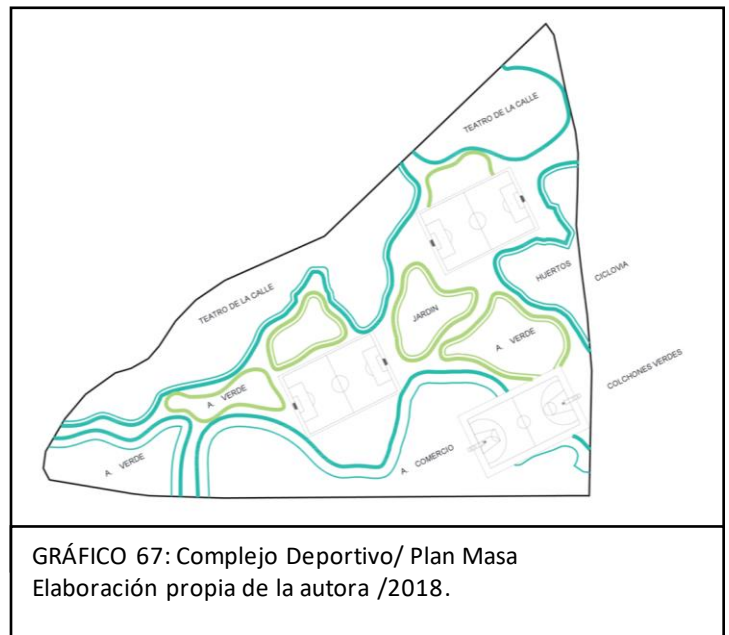 TEATRO DE LA CALLE
HUERTOS
CICLOVIA
TEATRO DE LA CALLE
JARDIN
A. VERDE
COLCHONES VERDES
A. VERDE
A. COMERCIO
A. VERDE
GRÁFICO 67: Complejo Deportivo/ Plan Masa
Elaboración propia de la autora /2018.